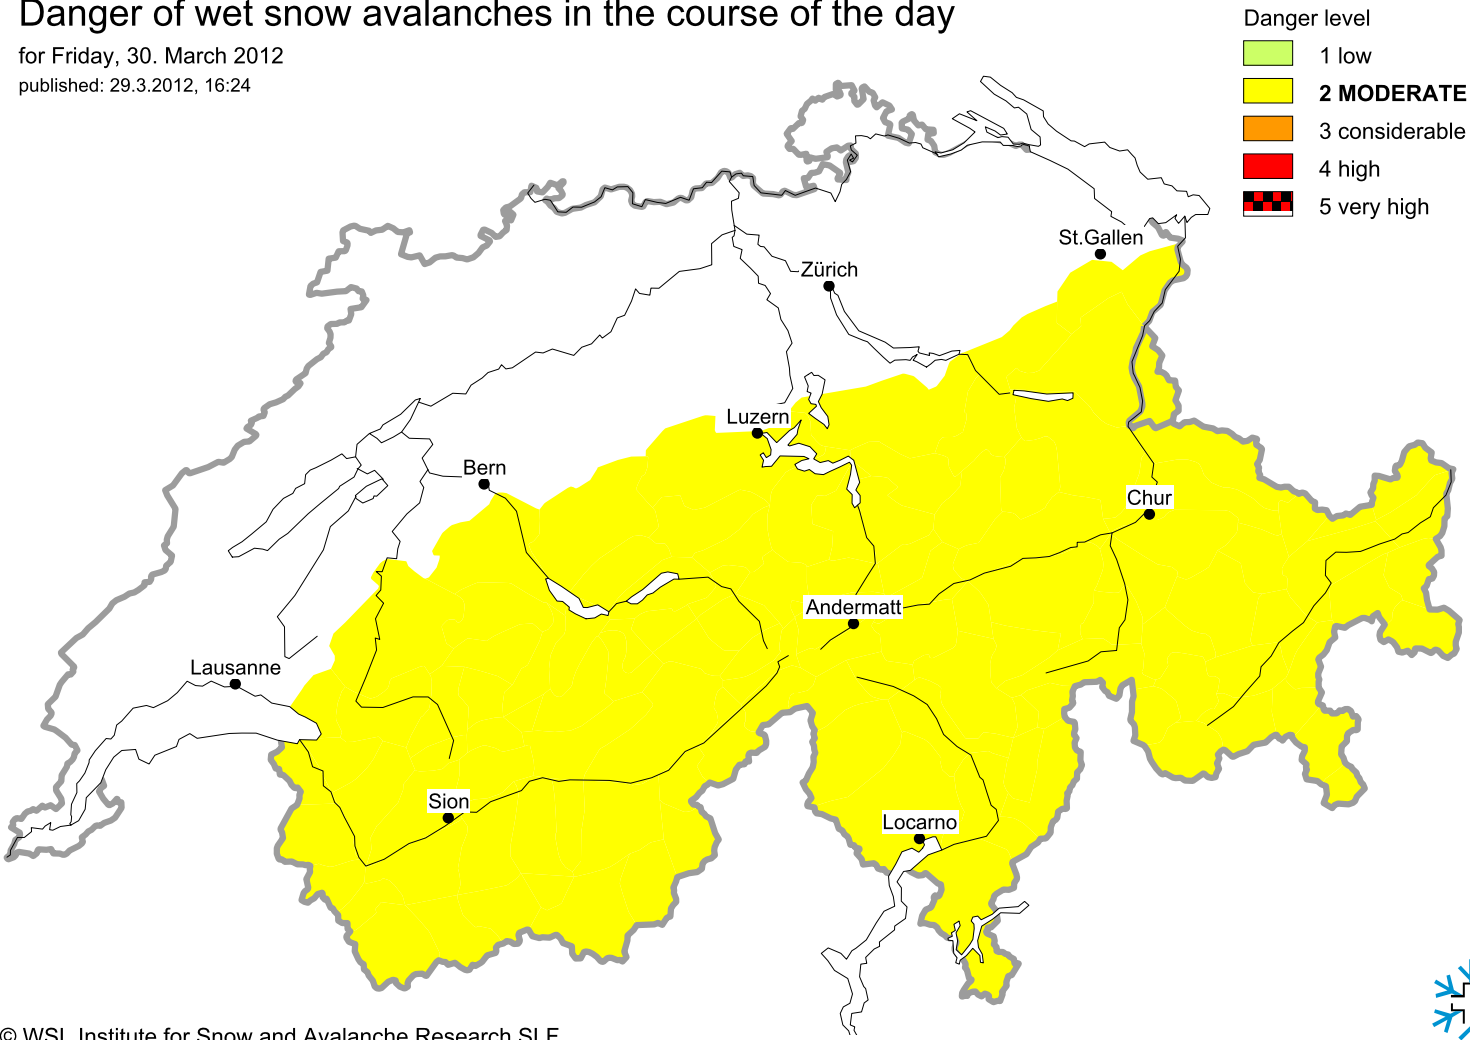 Danger of wet snow avalanches in the course of the day
for Friday, 30. March 2012
published: 29.3.2012, 16:24
Danger level
1 low
2 MODERATE
3 considerable
4 high
5 very high
St.Gallen
Zürich
Luzern
Bern
Chur
Andermatt
Lausanne
Sion
Locarno
© WSL Institute for Snow and Avalanche Research SLF